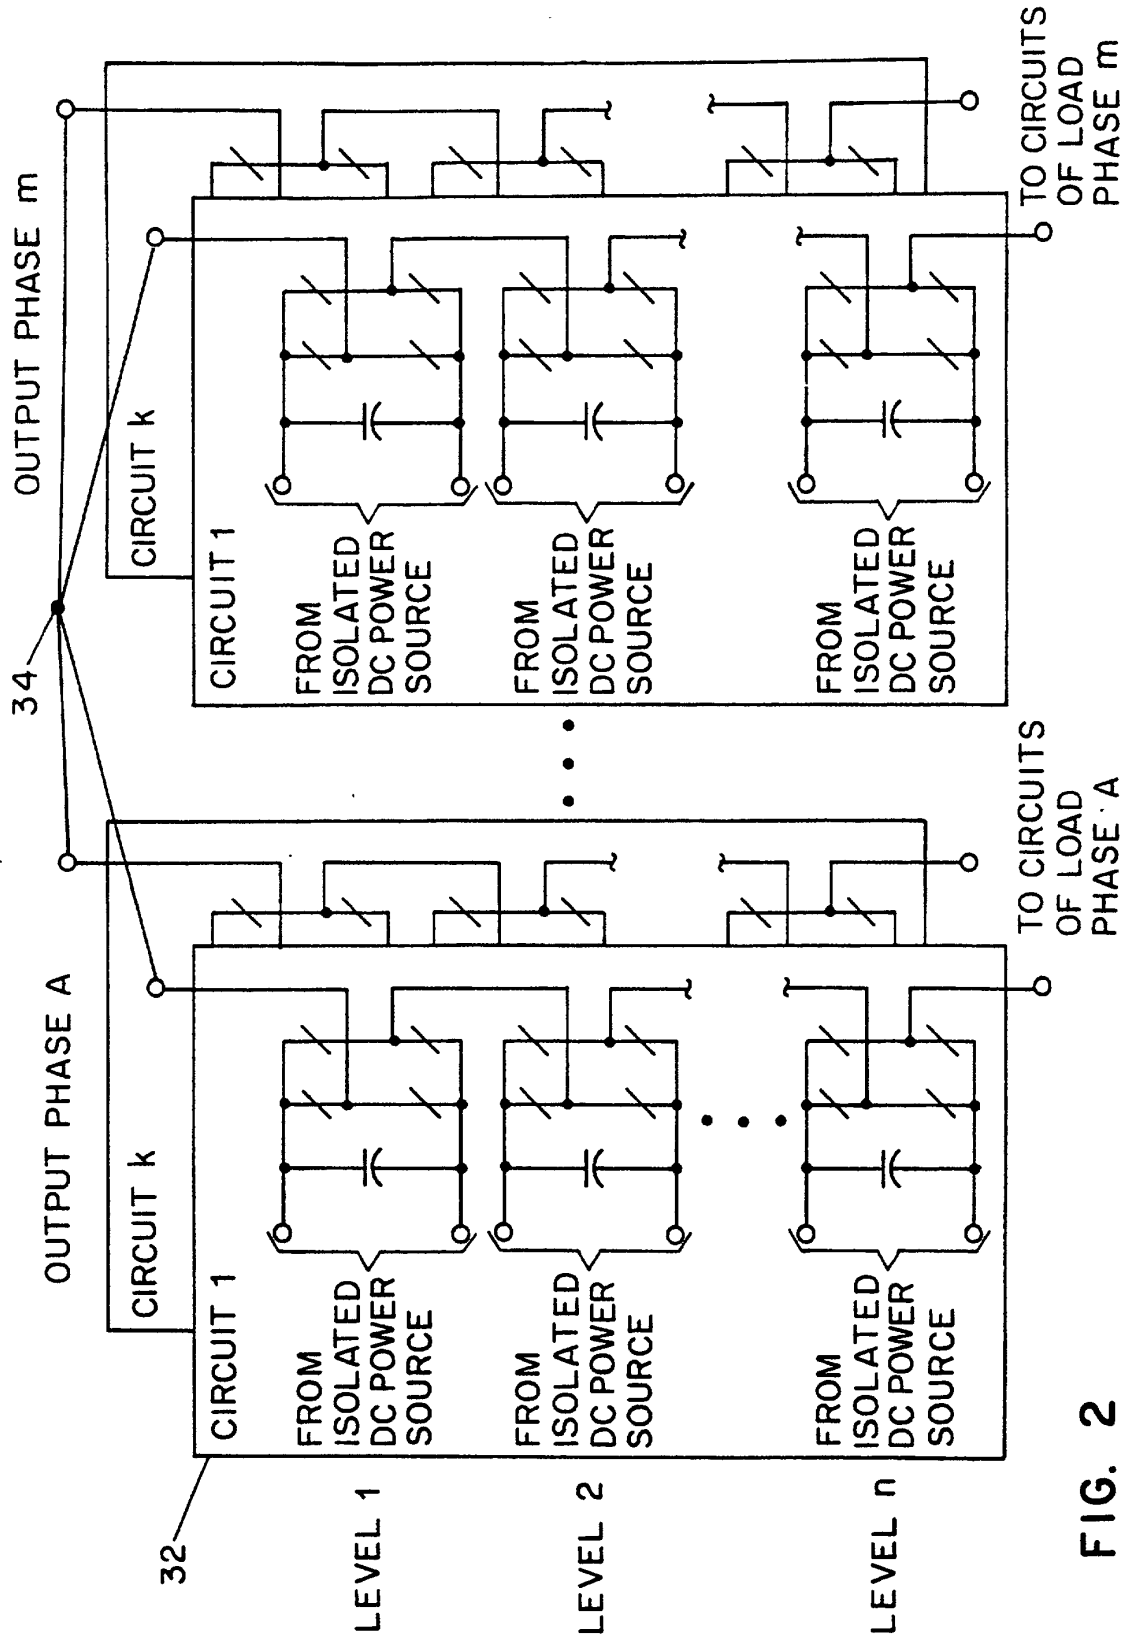 OUTPUT PHASE A
OUTPUT PHASE m
34
CIRCUIT k
CIRCUIT k
32
CIRCUIT 1
CIRCUIT 1
LEVEL 1
FROM
ISOLATED
DC POWER
SOURCE
FROM
ISOLATED
DC POWER
SOURCE
LEVEL 2
FROM
ISOLATED
DC POWER
SOURCE
FROM
ISOLATED
DC POWER
SOURCE
LEVEL n
FROM
ISOLATED
DC POWER
SOURCE
FROM
ISOLATED
DC POWER
SOURCE
TO CIRCUITS
OF LOAD
PHASE A
TO CIRCUITS
OF LOAD
PHASE m
FIG. 2